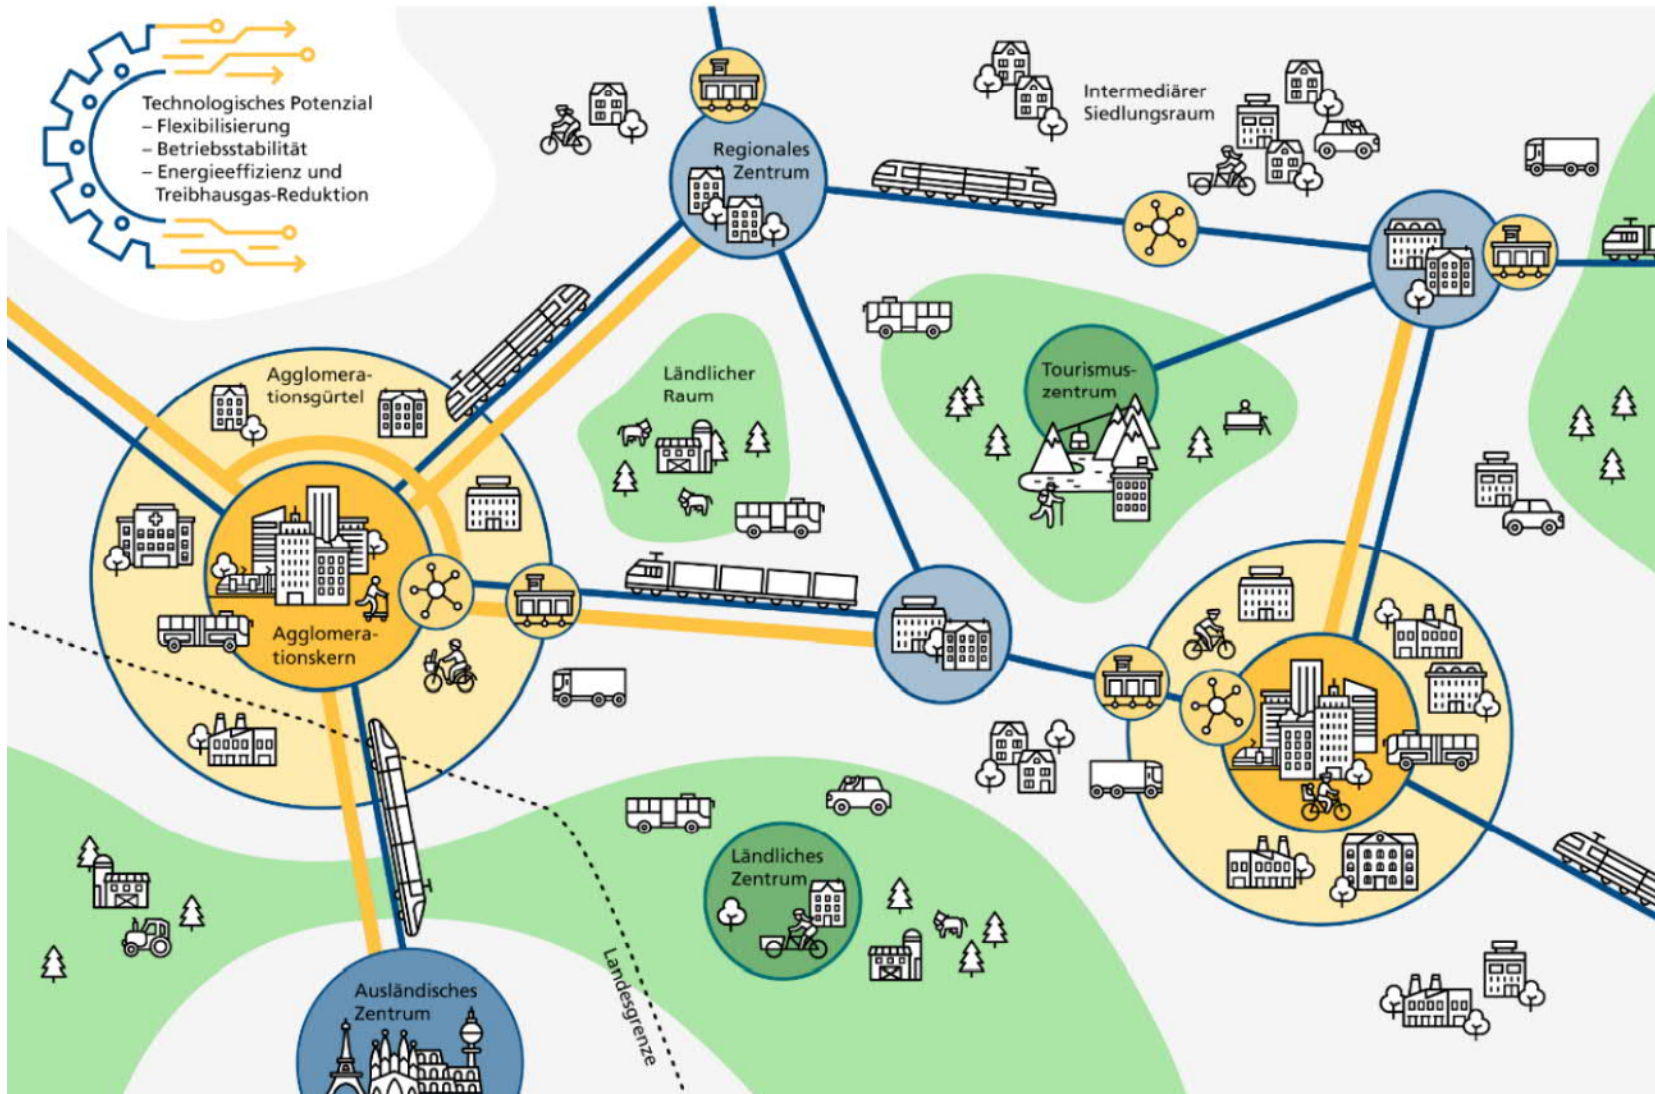 Technologisches Potenzial
– Flexibilisierung
– Betriebsstabilität
– Energieeffizienz und
Treibhausgas-Reduktion
Regionales
Zentrum
Intermediärer
Siedlungsraum
Agglomera-
tionsgürtel
Ländlicher
Raum
Tourismus-
zentrum
Agglomera-
tionskern
Ländliches
Zentrum
Landesgrenze
Ausländisches
Zentrum